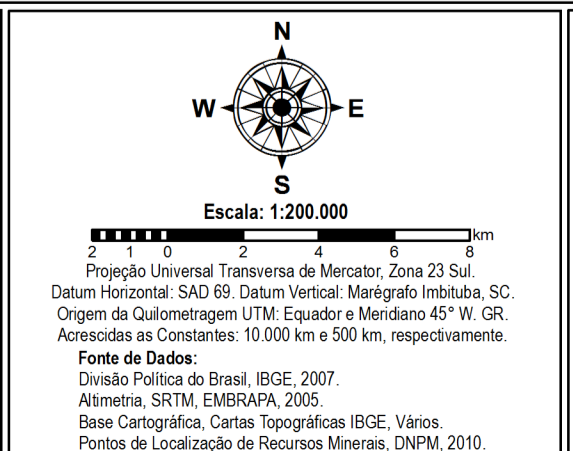 N
W E
S
Escala: 1:200.000
km
2 1 0 2 4 6 8
Projeção Universal Transversa de Mercator, Zona 23 Sul.
Datum Horizontal: SAD 69. Datum Vertical: Marégrafo Imbituba, SC.
Origem da Quilometragem UTM: Equador e Meridiano 45° W. GR.
Acrescidas as Constantes: 10.000 km e 500 km, respectivamente.
Fonte de Dados:
Divisão Política do Brasil, IBGE, 2007.
Altimetria, SRTM, EMBRAPA, 2005.
Base Cartográfica, Cartas Topográficas IBGE, Vários.
Pontos de Localização de Recursos Minerais, DNPM, 2010.